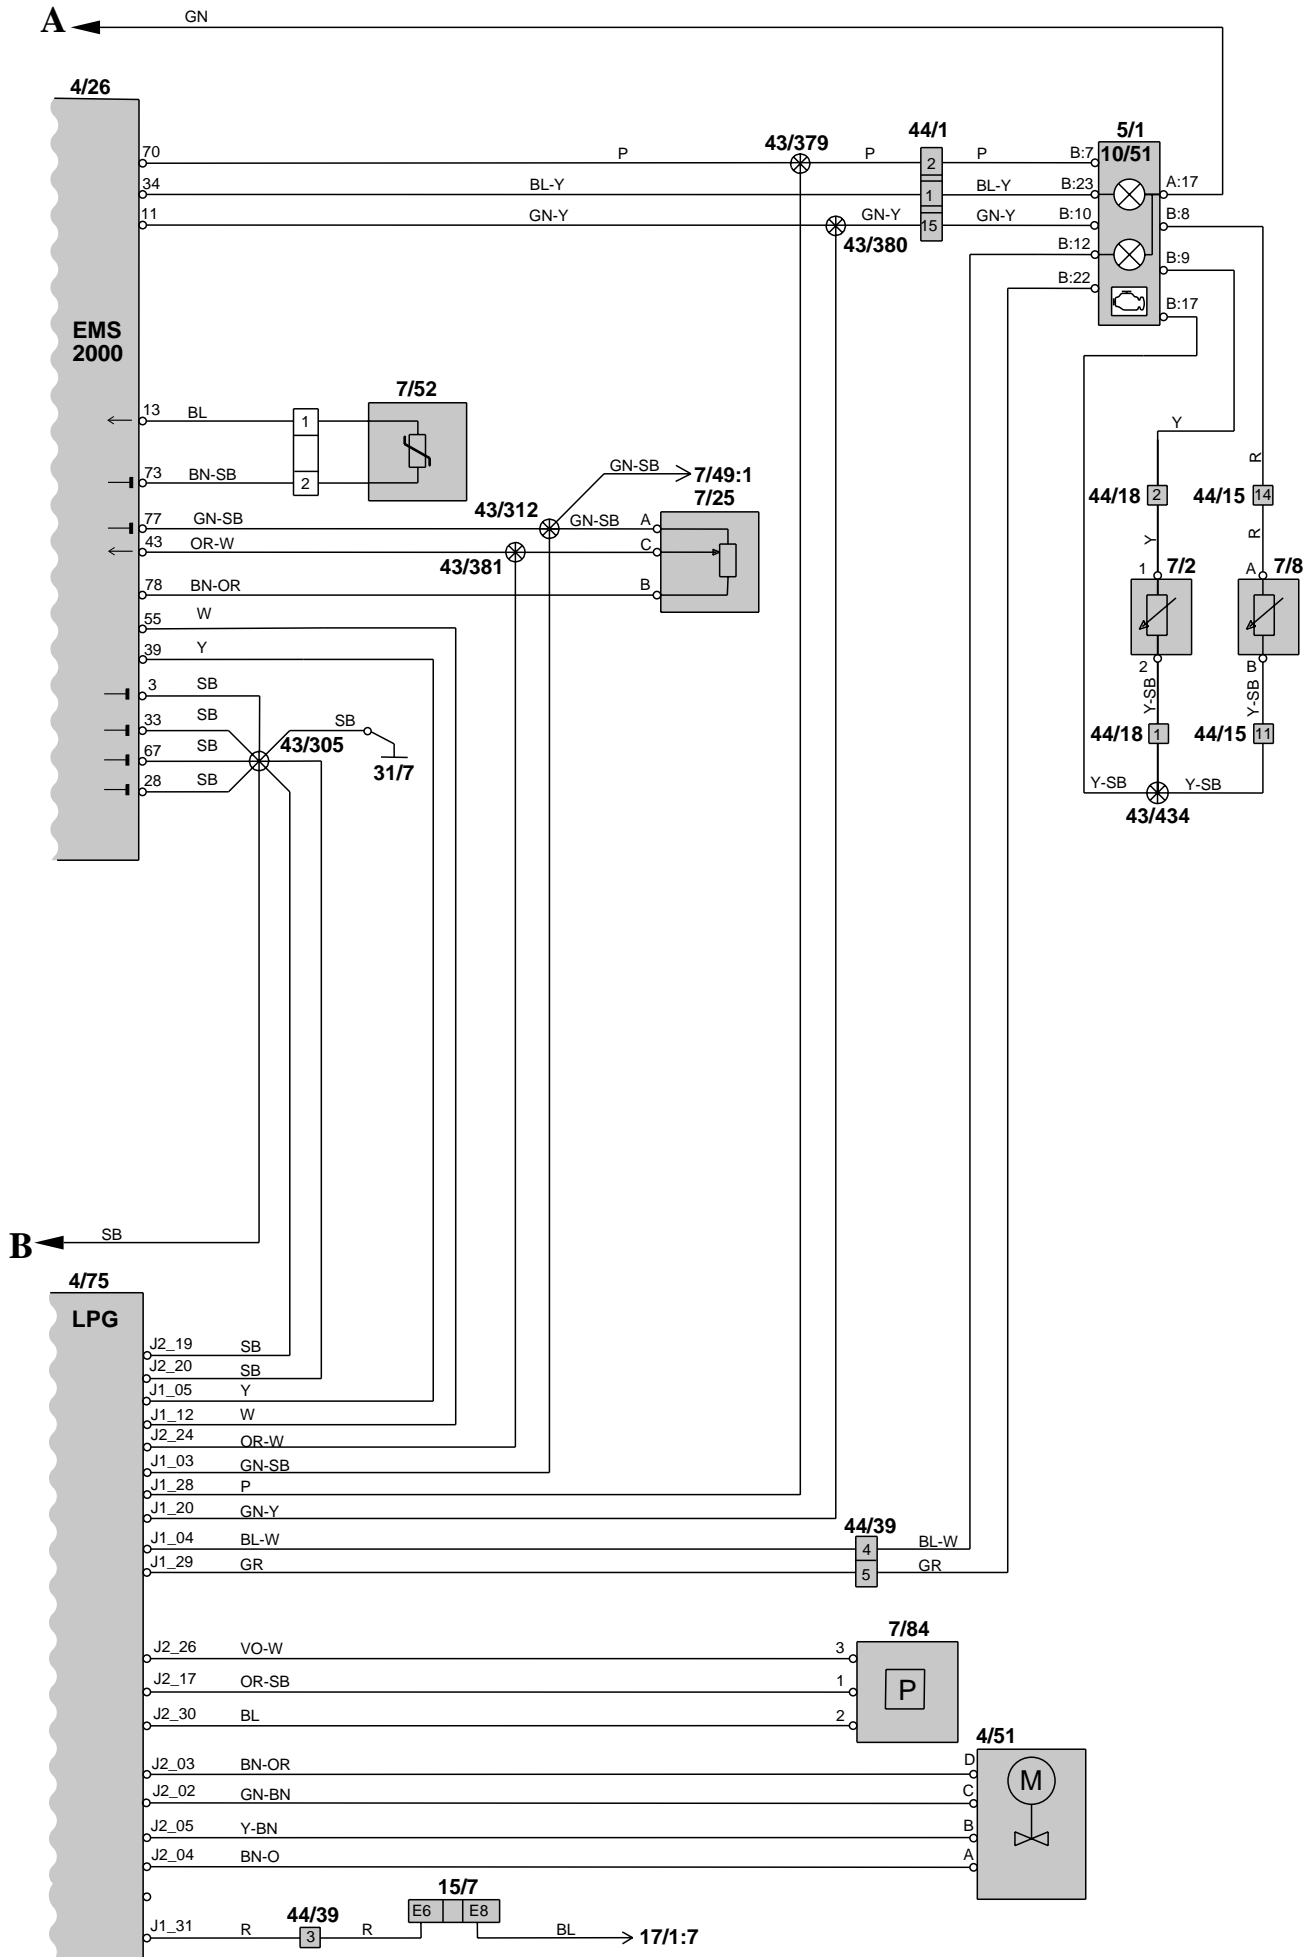 A GN
4/26
70 P 43/379 P 44/1 2 P B:7 5/1 10/51
34 BL-Y 1 BL-Y B:23 A:17
11 GN-Y 43/380 GN-Y 15 GN-Y B:10 B:8
B:12 B:9
B:22 B:17
EMS
2000
13 BL 1 7/52
73 BN-SB 2
GN-SB 7/49:1
77 GN-SB 43/312 GN-SB A 7/25
43 OR-W 43/381 C
78 BN-OR B
55 W
39 Y
3 SB
33 SB SB
67 SB 43/305 31/7
28 SB
Y R
44/18 2 44/15 14
Y R
1 7/2 A 7/8
2 B
Y-SB Y-SB
44/18 1 44/15 11
Y-SB Y-SB
43/434
B SB
4/75
LPG
J2_19 SB
J2_20 SB
J1_05 Y
J1_12 W
J2_24 OR-W
J1_03 GN-SB
J1_28 P
J1_20 GN-Y
44/39
J1_04 BL-W 4 BL-W
J1_29 GR 5 GR
7/84
J2_26 VO-W 3
J2_17 OR-SB 1 P
J2_30 BL 2
4/51
J2_03 BN-OR D
M
J2_02 GN-BN C
J2_05 Y-BN B
J2_04 BN-O A
15/7
44/39 E6 E8
J1_31 R 3 R BL 17/1:7